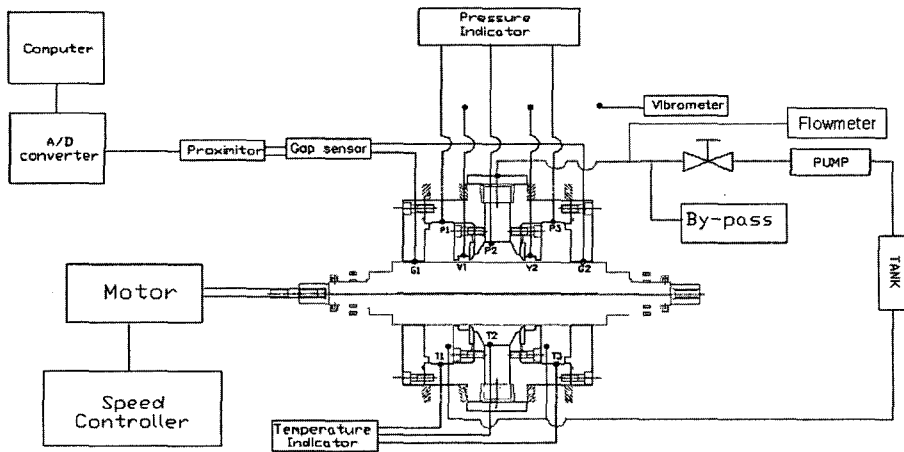 Pressure
Indicator
Computer
Vibrometer
Flowmeter
A/D
converter
Proximitor
Gap sensor
PUMP
By-pass
P1
P2
P3
G1
V1
V2
G2
TANK
Motor
T1
T2
T3
Speed
Controller
Temperature
Indicator